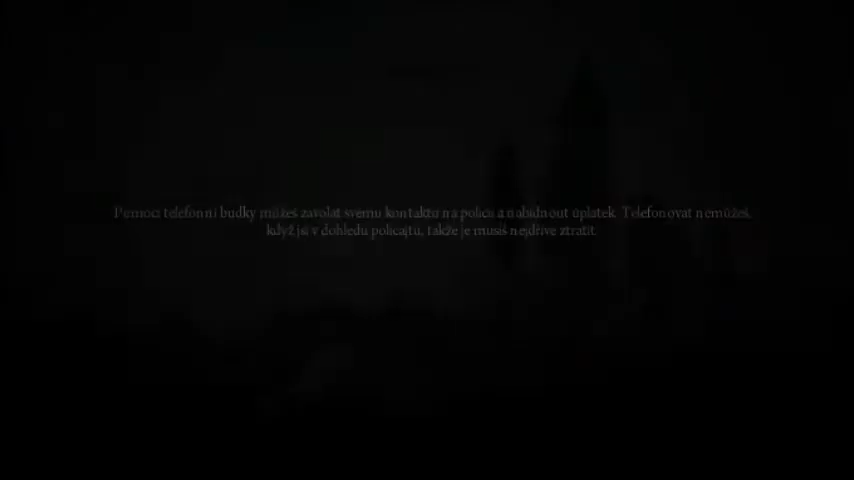 Pomocí telefonní budky můžeš zavolat svému kontaktu na policii a nabídnout úplatek. Telefonovat nemůžeš,
když jsi v dohledu policajtů, takže je musíš nejdříve ztratit.